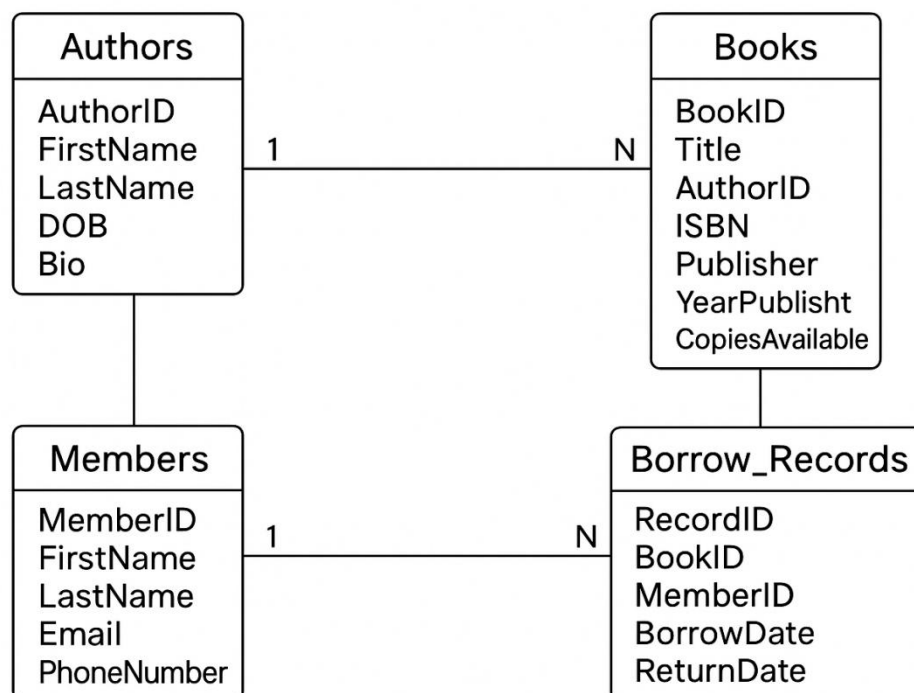 Authors
AuthorID
FirstName
LastName
DOB
Bio
1
N
Books
BookID
Title
AuthorID
ISBN
Publisher
YearPublisht
CopiesAvailable
Members
MemberID
FirstName
LastName
Email
PhoneNumber
1
N
Borrow_Records
RecordID
BookID
MemberID
BorrowDate
ReturnDate